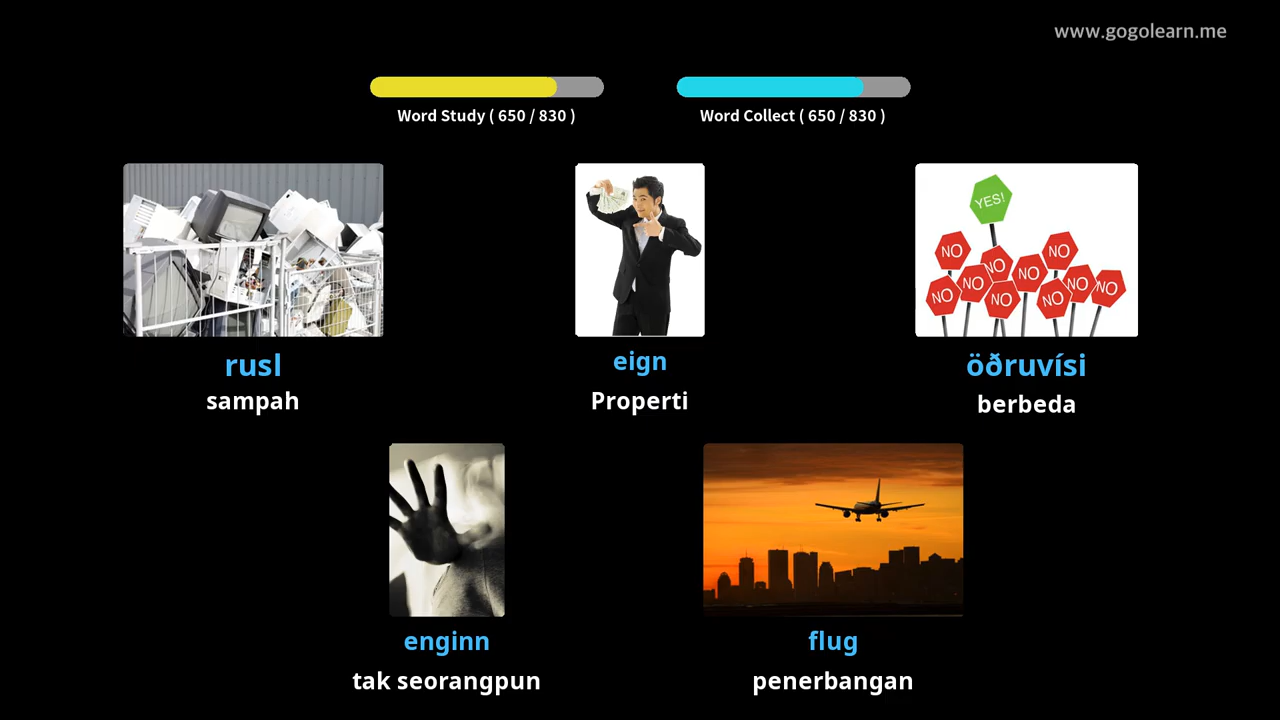 www.gogolearn.me
Word Study ( 650 / 830 )
Word Collect ( 650 / 830 )
YES!
NO
NO
NO
NO
NO
NO
NO
NO
NO
NO
rusl
eign
öðruvísi
sampah
Properti
berbeda
enginn
flug
tak seorangpun
penerbangan